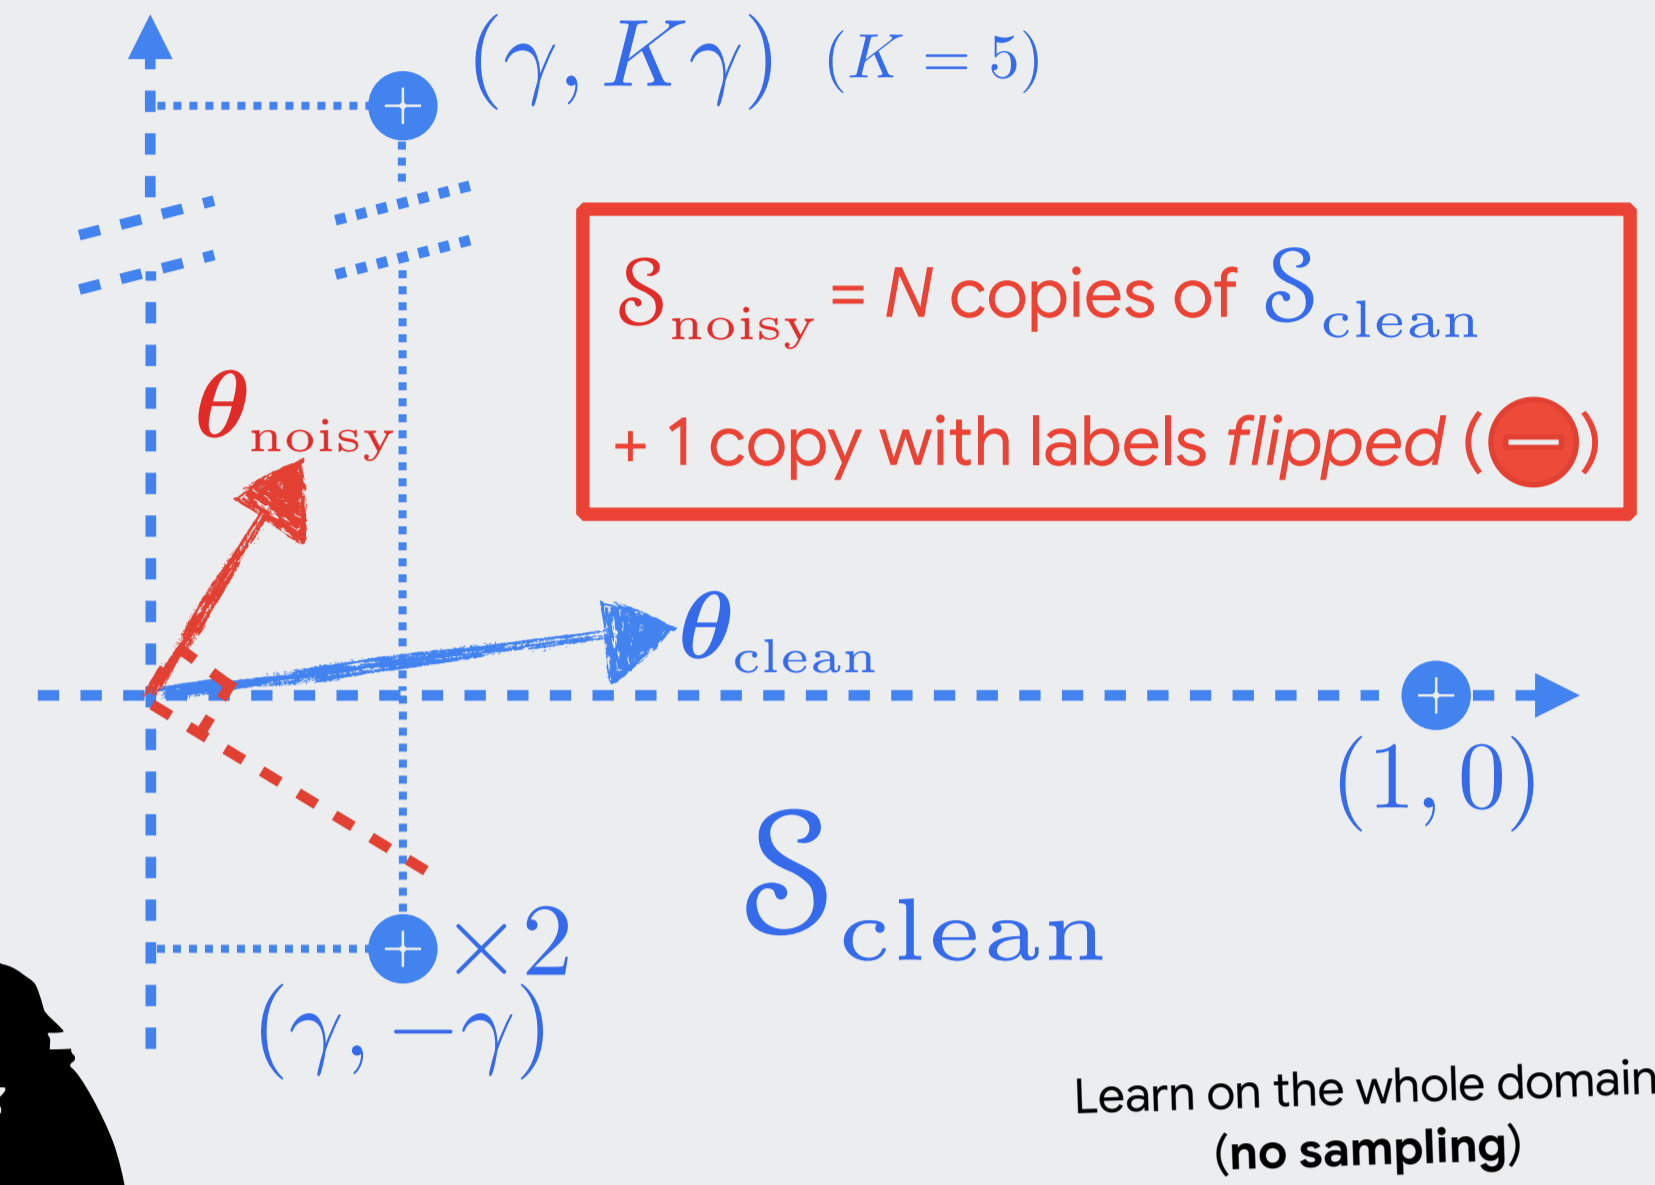 (γ, Kγ) (K = 5)
𝒮noisy = N copies of 𝒮clean
+ 1 copy with labels flipped (−)
θnoisy
θclean
(1, 0)
𝒮clean
×2
(γ, −γ)
Learn on the whole domain
(no sampling)